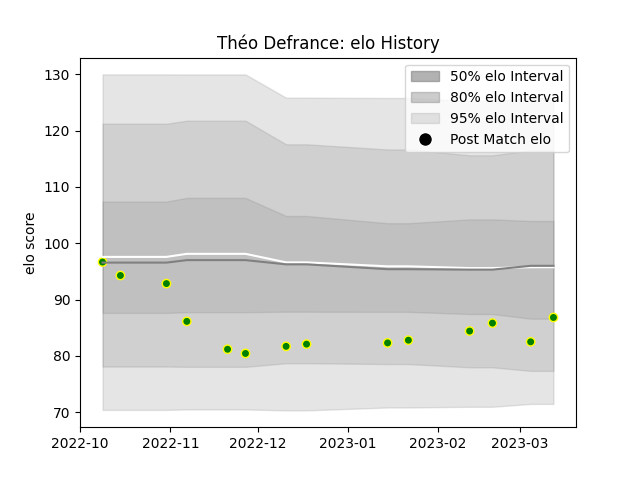 Théo Defrance: elo History
130
120
110
100
90
80
70
elo score
50% elo Interval
80% elo Interval
95% elo Interval
Post Match elo
2022-10
2022-11
2022-12
2023-01
2023-02
2023-03